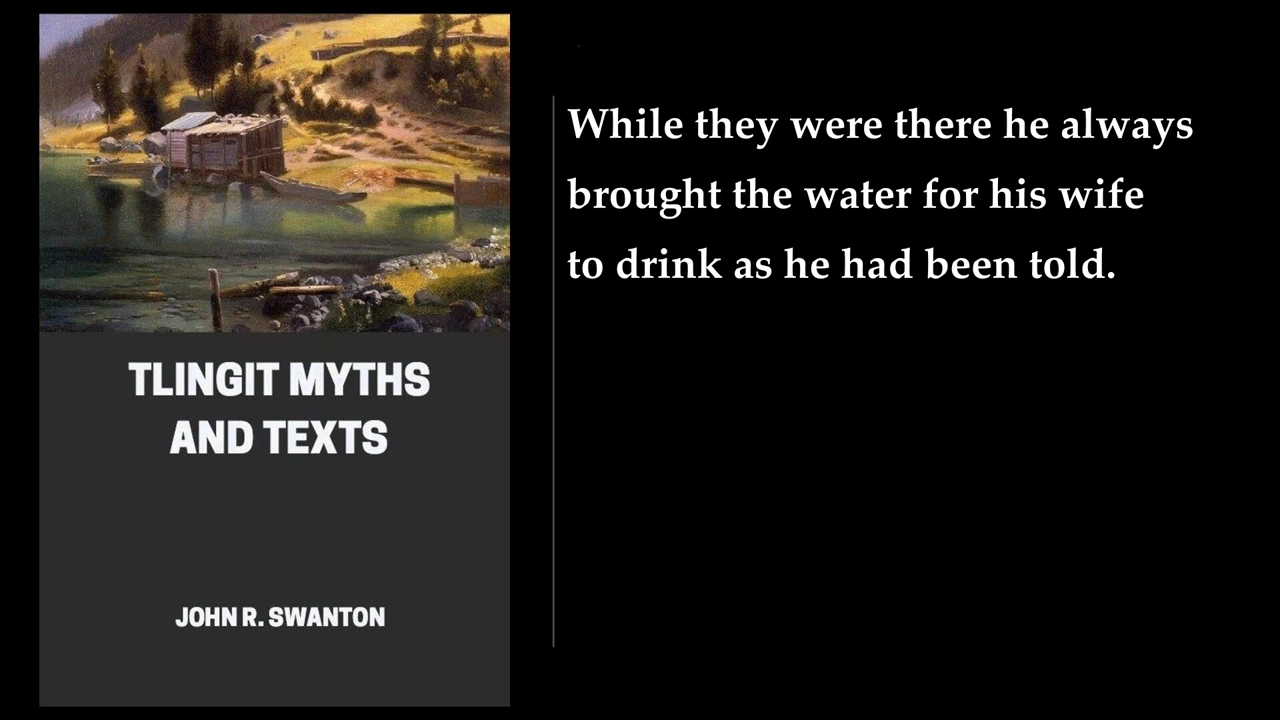 TLINGIT MYTHS
AND TEXTS
JOHN R. SWANTON
While they were there he always
brought the water for his wife
to drink as he had been told.